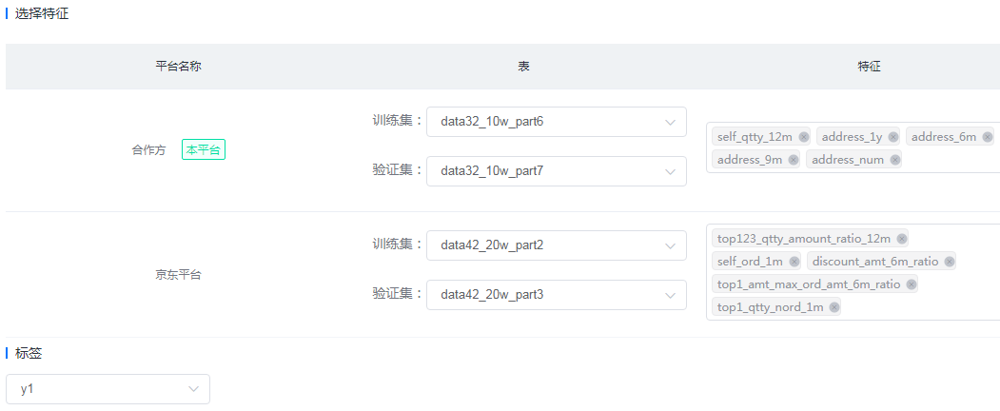 选择特征
平台名称 表 特征
合作方 本平台
训练集： data32_10w_part6
验证集： data32_10w_part7
self_qtty_12m address_1y address_6m
address_9m address_num
京东平台
训练集： data42_20w_part2
验证集： data42_20w_part3
top123_qtty_amount_ratio_12m
self_ord_1m discount_amt_6m_ratio
top1_amt_max_ord_amt_6m_ratio
top1_qtty_nord_1m
标签
y1